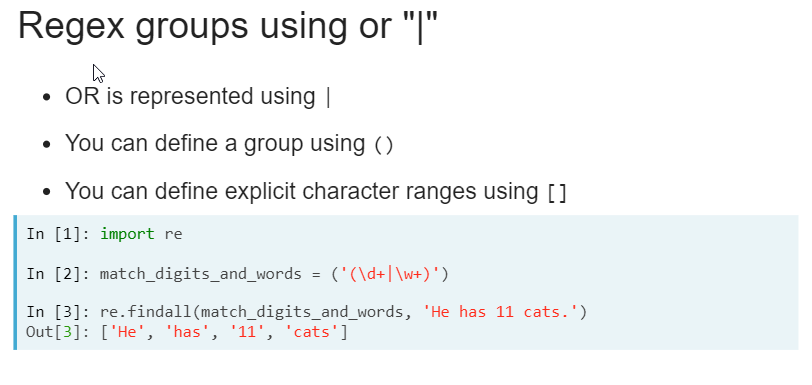 Regex groups using or "|"
• OR is represented using |
• You can define a group using ()
• You can define explicit character ranges using []
In [1]: import re
In [2]: match_digits_and_words = ('(\d+|\w+)')
In [3]: re.findall(match_digits_and_words, 'He has 11 cats.')
Out[3]: ['He', 'has', '11', 'cats']